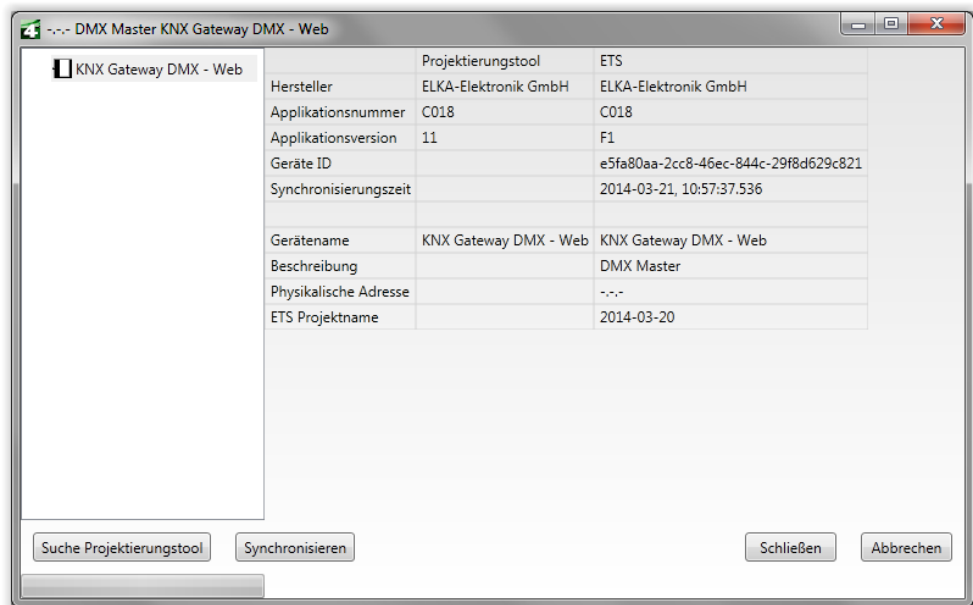 -.-.- DMX Master KNX Gateway DMX - Web
KNX Gateway DMX - Web
Projektierungstool ETS
Hersteller ELKA-Elektronik GmbH ELKA-Elektronik GmbH
Applikationsnummer C018 C018
Applikationsversion 11 F1
Geräte ID e5fa80aa-2cc8-46ec-844c-29f8d629c821
Synchronisierungszeit 2014-03-21, 10:57:37.536
Gerätename KNX Gateway DMX - Web KNX Gateway DMX - Web
Beschreibung DMX Master
Physikalische Adresse -.-.-
ETS Projektname 2014-03-20
Suche Projektierungstool Synchronisieren Schließen Abbrechen